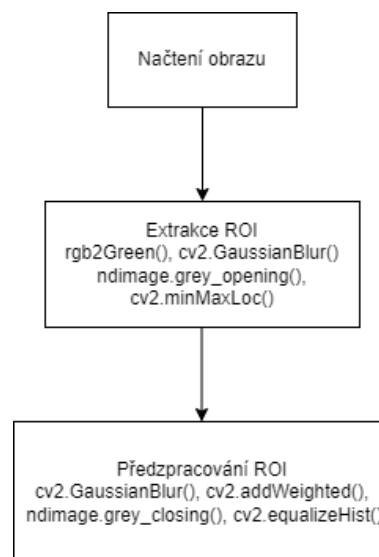 Načtení obrazu
Extrakce ROI
rgb2Green(), cv2.GaussianBlur()
ndimage.grey_opening(),
cv2.minMaxLoc()
Předzpracování ROI
cv2.GaussianBlur(), cv2.addWeighted(),
ndimage.grey_closing(), cv2.equalizeHist()